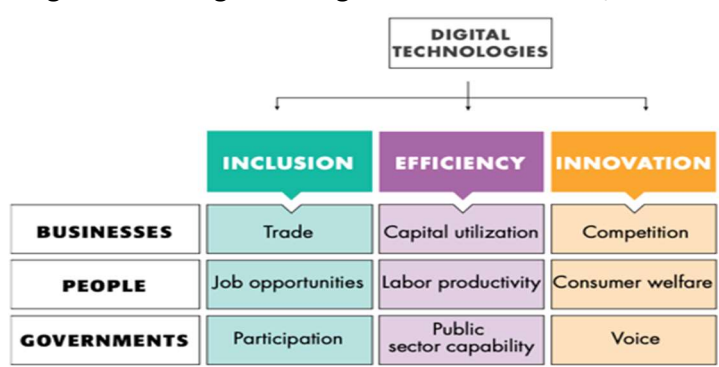 DIGITAL
TECHNOLOGIES
INCLUSION EFFICIENCY INNOVATION
BUSINESSES Trade Capital utilization Competition
PEOPLE Job opportunities Labor productivity Consumer welfare
GOVERNMENTS Participation Public sector capability Voice